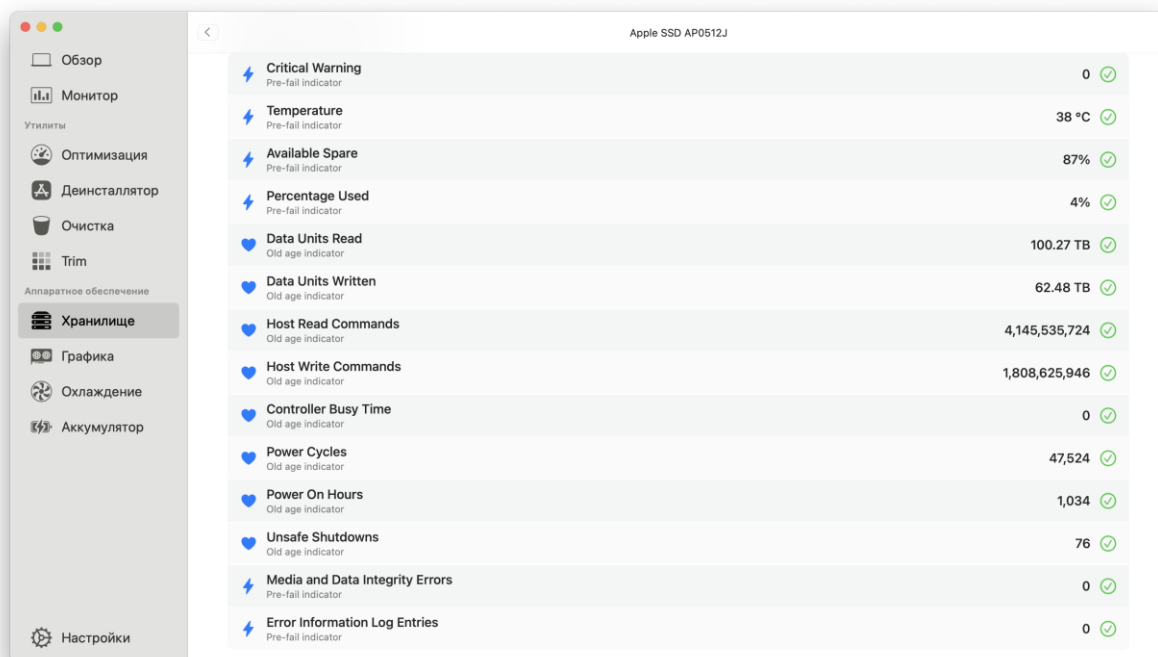 Apple SSD AP0512J
Обзор
Монитор
Утилиты
Оптимизация
Деинсталлятор
Очистка
Trim
Аппаратное обеспечение
Хранилище
Графика
Охлаждение
Аккумулятор
Настройки
Critical Warning 0
Pre-fail indicator
Temperature 38 °C
Pre-fail indicator
Available Spare 87%
Pre-fail indicator
Percentage Used 4%
Pre-fail indicator
Data Units Read 100.27 TB
Old age indicator
Data Units Written 62.48 TB
Old age indicator
Host Read Commands 4,145,535,724
Old age indicator
Host Write Commands 1,808,625,946
Old age indicator
Controller Busy Time 0
Old age indicator
Power Cycles 47,524
Old age indicator
Power On Hours 1,034
Old age indicator
Unsafe Shutdowns 76
Old age indicator
Media and Data Integrity Errors 0
Pre-fail indicator
Error Information Log Entries 0
Pre-fail indicator